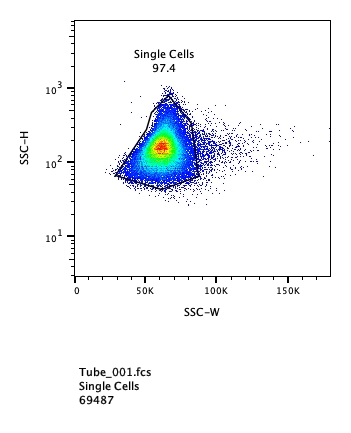 Single Cells
97.4
10³
10²
10¹
SSC-H
0 50K 100K 150K
SSC-W
Tube_001.fcs
Single Cells
69487